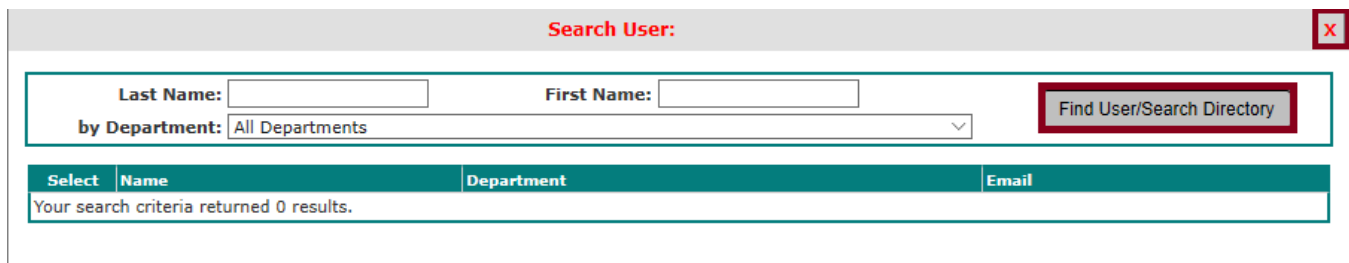 Search User:
X
Last Name:
First Name:
Find User/Search Directory
by Department: All Departments
Select Name Department Email
Your search criteria returned 0 results.